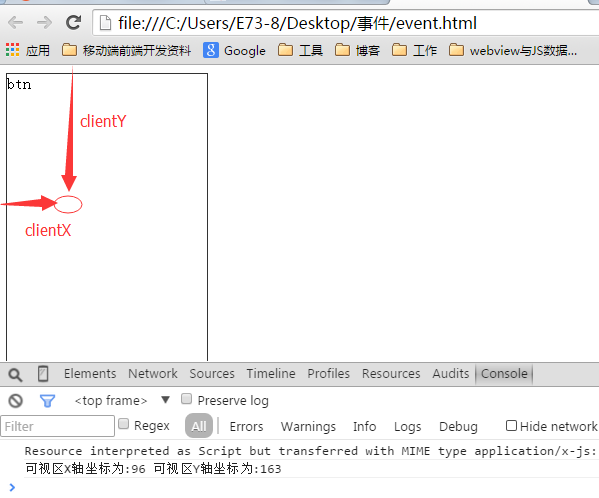 file:///C:/Users/E73-8/Desktop/事件/event.html
应用 移动端前端开发资料 Google 工具 博客 工作 webview与JS数据...
btn
clientY
clientX
Elements Network Sources Timeline Profiles Resources Audits Console
<top frame> ▼ Preserve log
Filter Regex All Errors Warnings Info Logs Debug Hide network
Resource interpreted as Script but transferred with MIME type application/x-js:
可视区X轴坐标为:96 可视区Y轴坐标为:163
>